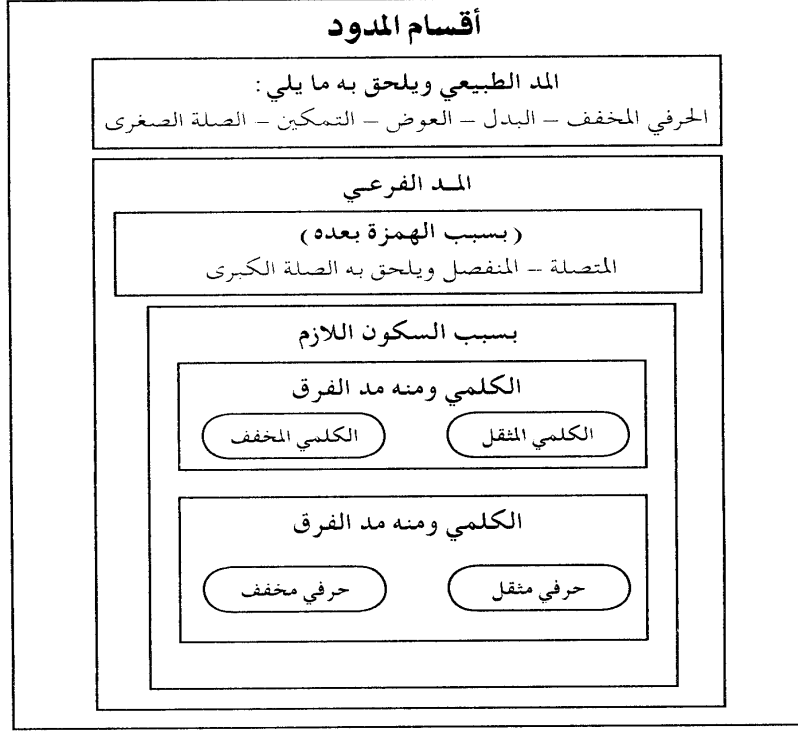 أقسام المدود
المد الطبيعي ويلحق به ما يلي:
الحرفي المخفف – البدل – العوض – التمكين – الصلة الصغرى
المـد الفرعـي
(بسبب الهمزة بعده)
المتصلة – المنفصل ويلحق به الصلة الكبرى
بسبب السكون اللازم
الكلمي ومنه مد الفرق
الكلمي المثقل
الكلمي المخفف
الكلمي ومنه مد الفرق
حرفي مثقل
حرفي مخفف